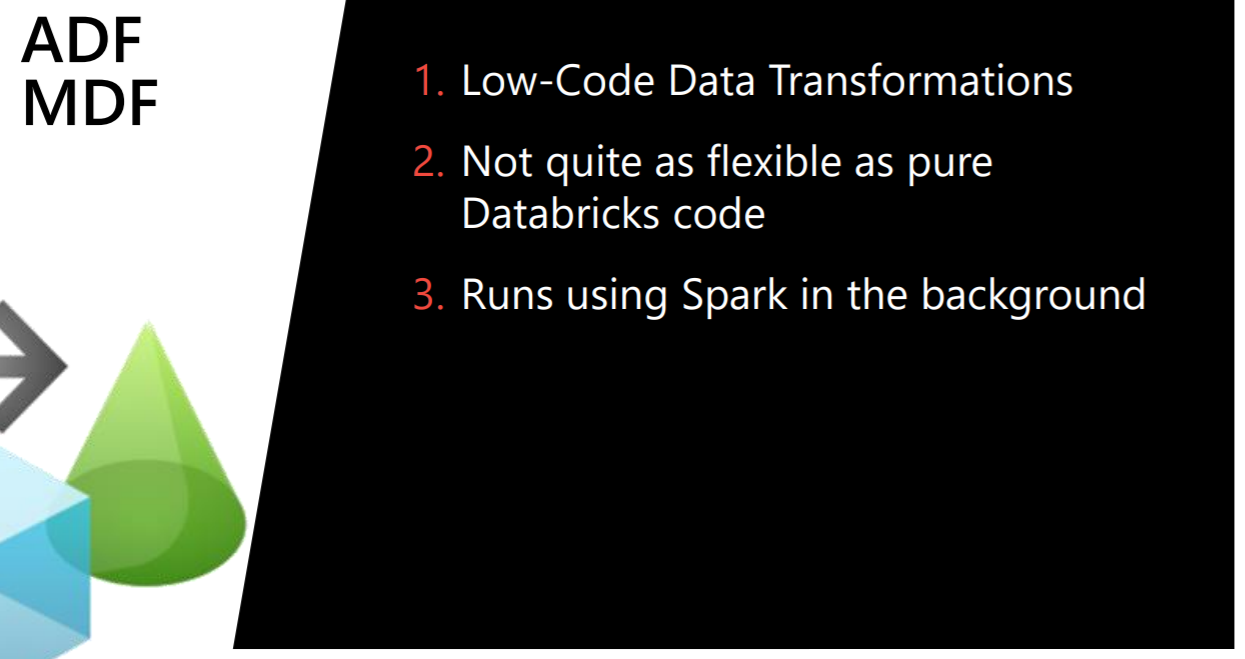 ADF
MDF
1. Low-Code Data Transformations
2. Not quite as flexible as pure
Databricks code
3. Runs using Spark in the background